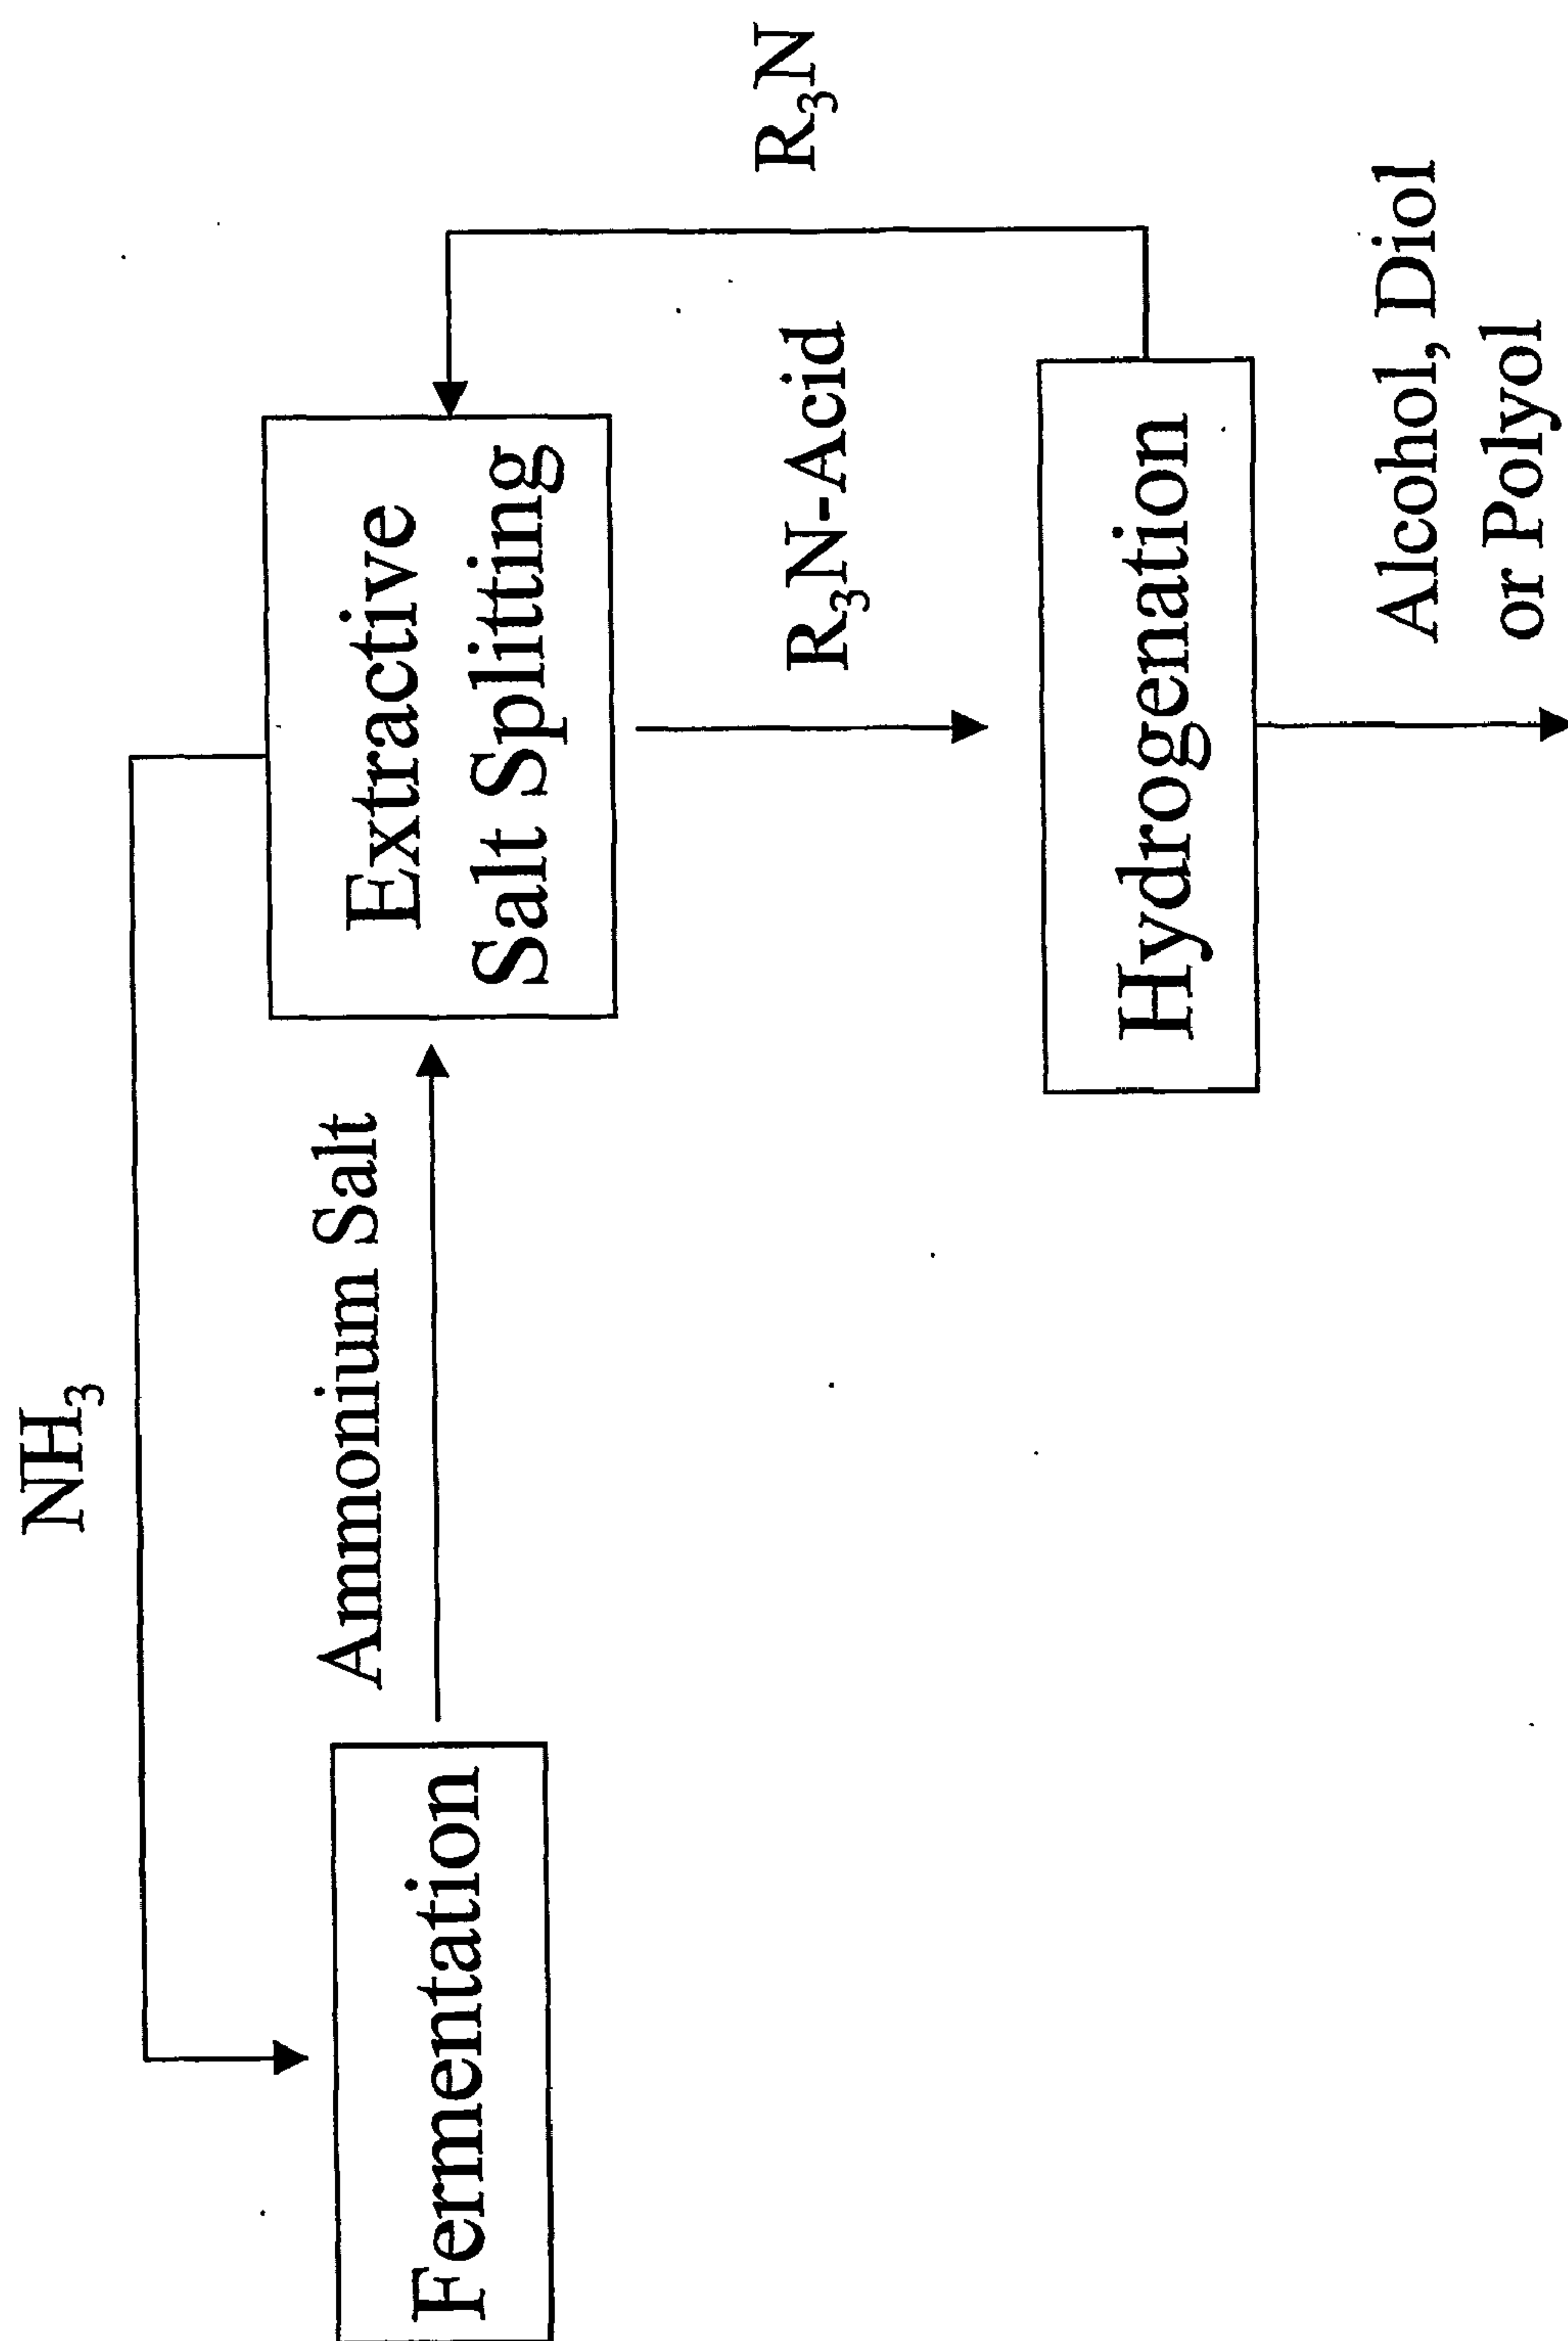 NH₃
Fermentation
Ammonium Salt
Extractive
Salt Splitting
R₃N-Acid
R₃N
Hydrogenation
Alcohol, Diol
or Polyol